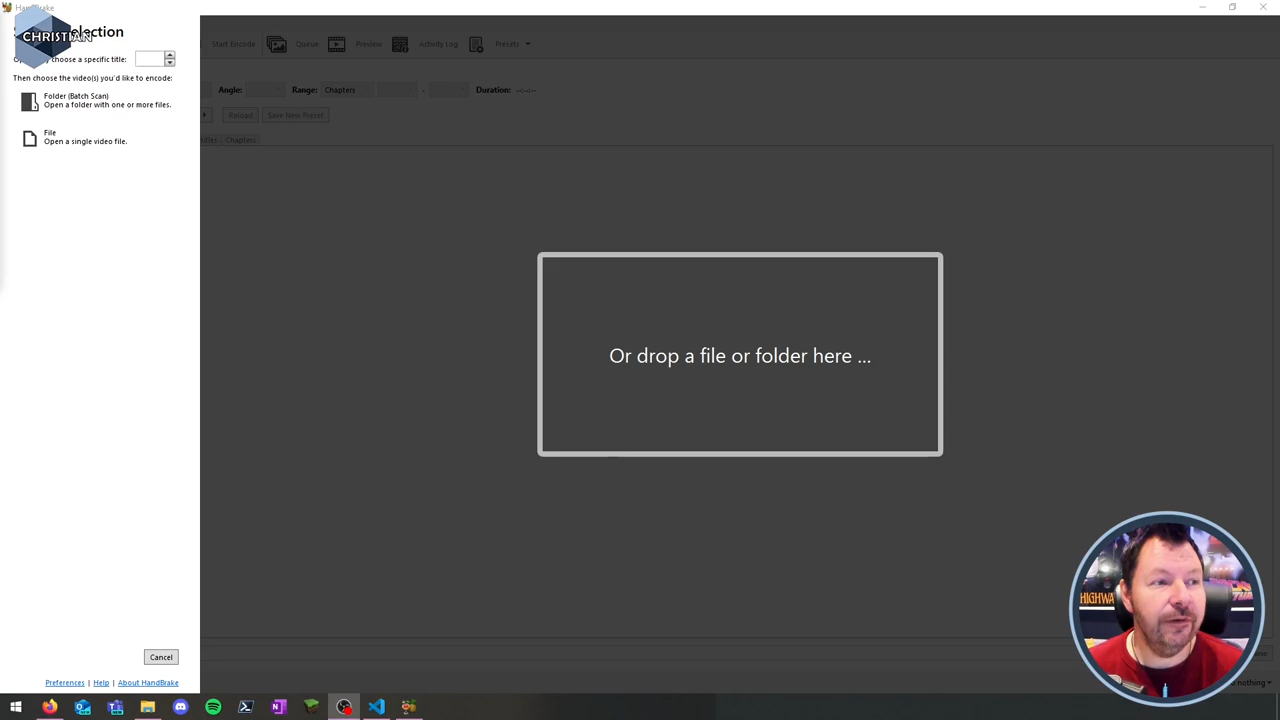 HandBrake
CHRISTIAN
Start Encode
Queue
Preview
Activity Log
Presets
choose a specific title:
Then choose the video(s) you'd like to encode:
Angle:
Range:
Chapters
-
Duration:
--:--:--
Folder (Batch Scan)
Open a folder with one or more files.
Reload
Save New Preset
File
Open a single video file.
Chapters
Or drop a file or folder here ...
HIGHWA
Cancel
Preferences | Help | About HandBrake
nothing